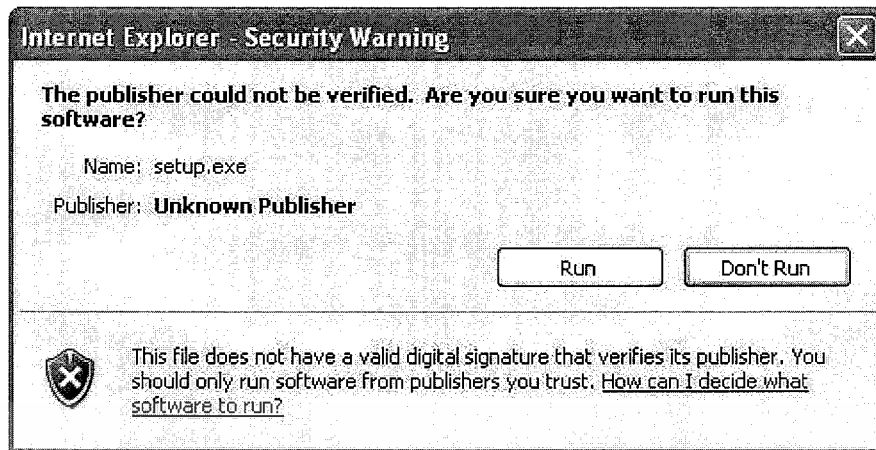 Internet Explorer - Security Warning
The publisher could not be verified.  Are you sure you want to run this
software?
Name: setup.exe
Publisher: Unknown Publisher
Run
Don't Run
This file does not have a valid digital signature that verifies its publisher. You
should only run software from publishers you trust. How can I decide what
software to run?